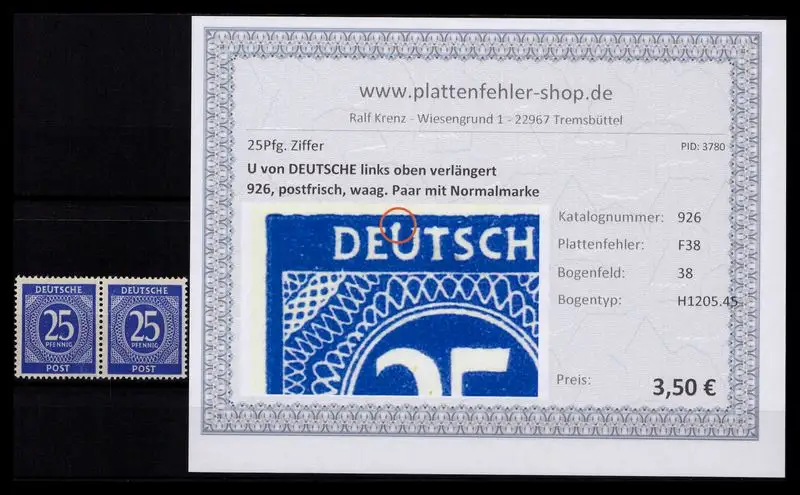 www.plattenfehler-shop.de
Ralf Krenz - Wiesengrund 1 - 22967 Tremsbüttel
25Pfg. Ziffer
PID: 3780
U von DEUTSCHE links oben verlängert
926, postfrisch, waag. Paar mit Normalmarke
Katalognummer: 926
Plattenfehler: F38
Bogenfeld: 38
Bogentyp: H1205.45
Preis: 3,50 €
DEUTSCH
25
DEUTSCHE
25
PFENNIG
POST
DEUTSCHE
25
PFENNIG
POST